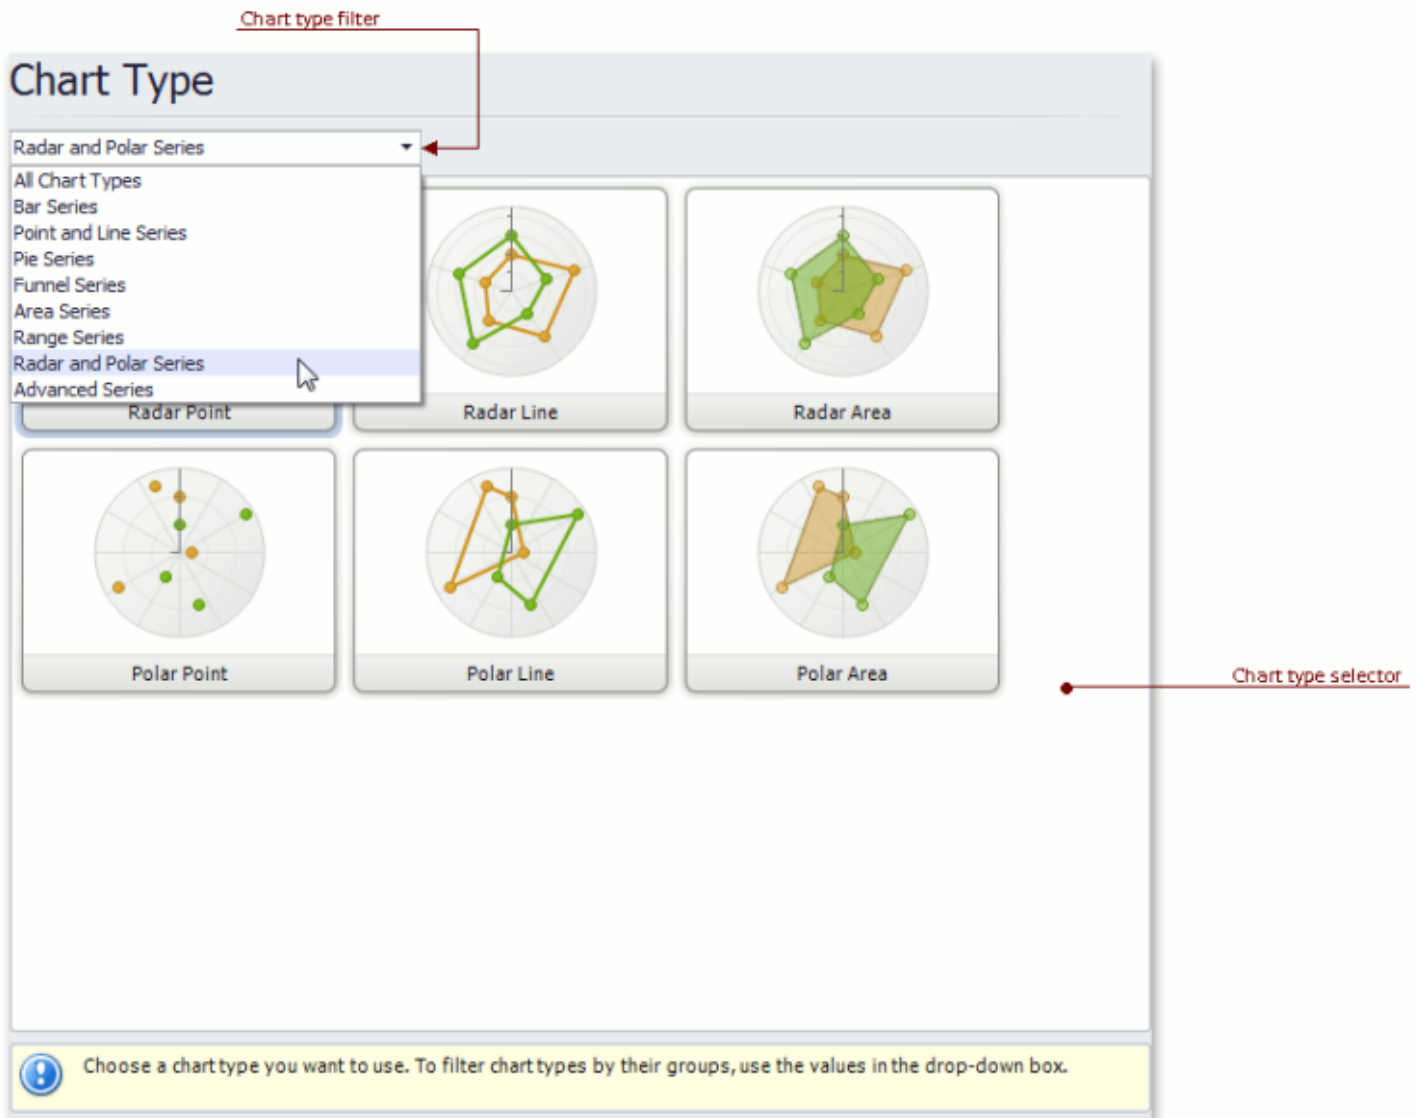 Chart type filter
Chart Type
Radar and Polar Series
All Chart Types
Bar Series
Point and Line Series
Pie Series
Funnel Series
Area Series
Range Series
Radar and Polar Series
Advanced Series
Radar Point
Radar Line
Radar Area
Polar Point
Polar Line
Polar Area
Chart type selector
Choose a chart type you want to use. To filter chart types by their groups, use the values in the drop-down box.